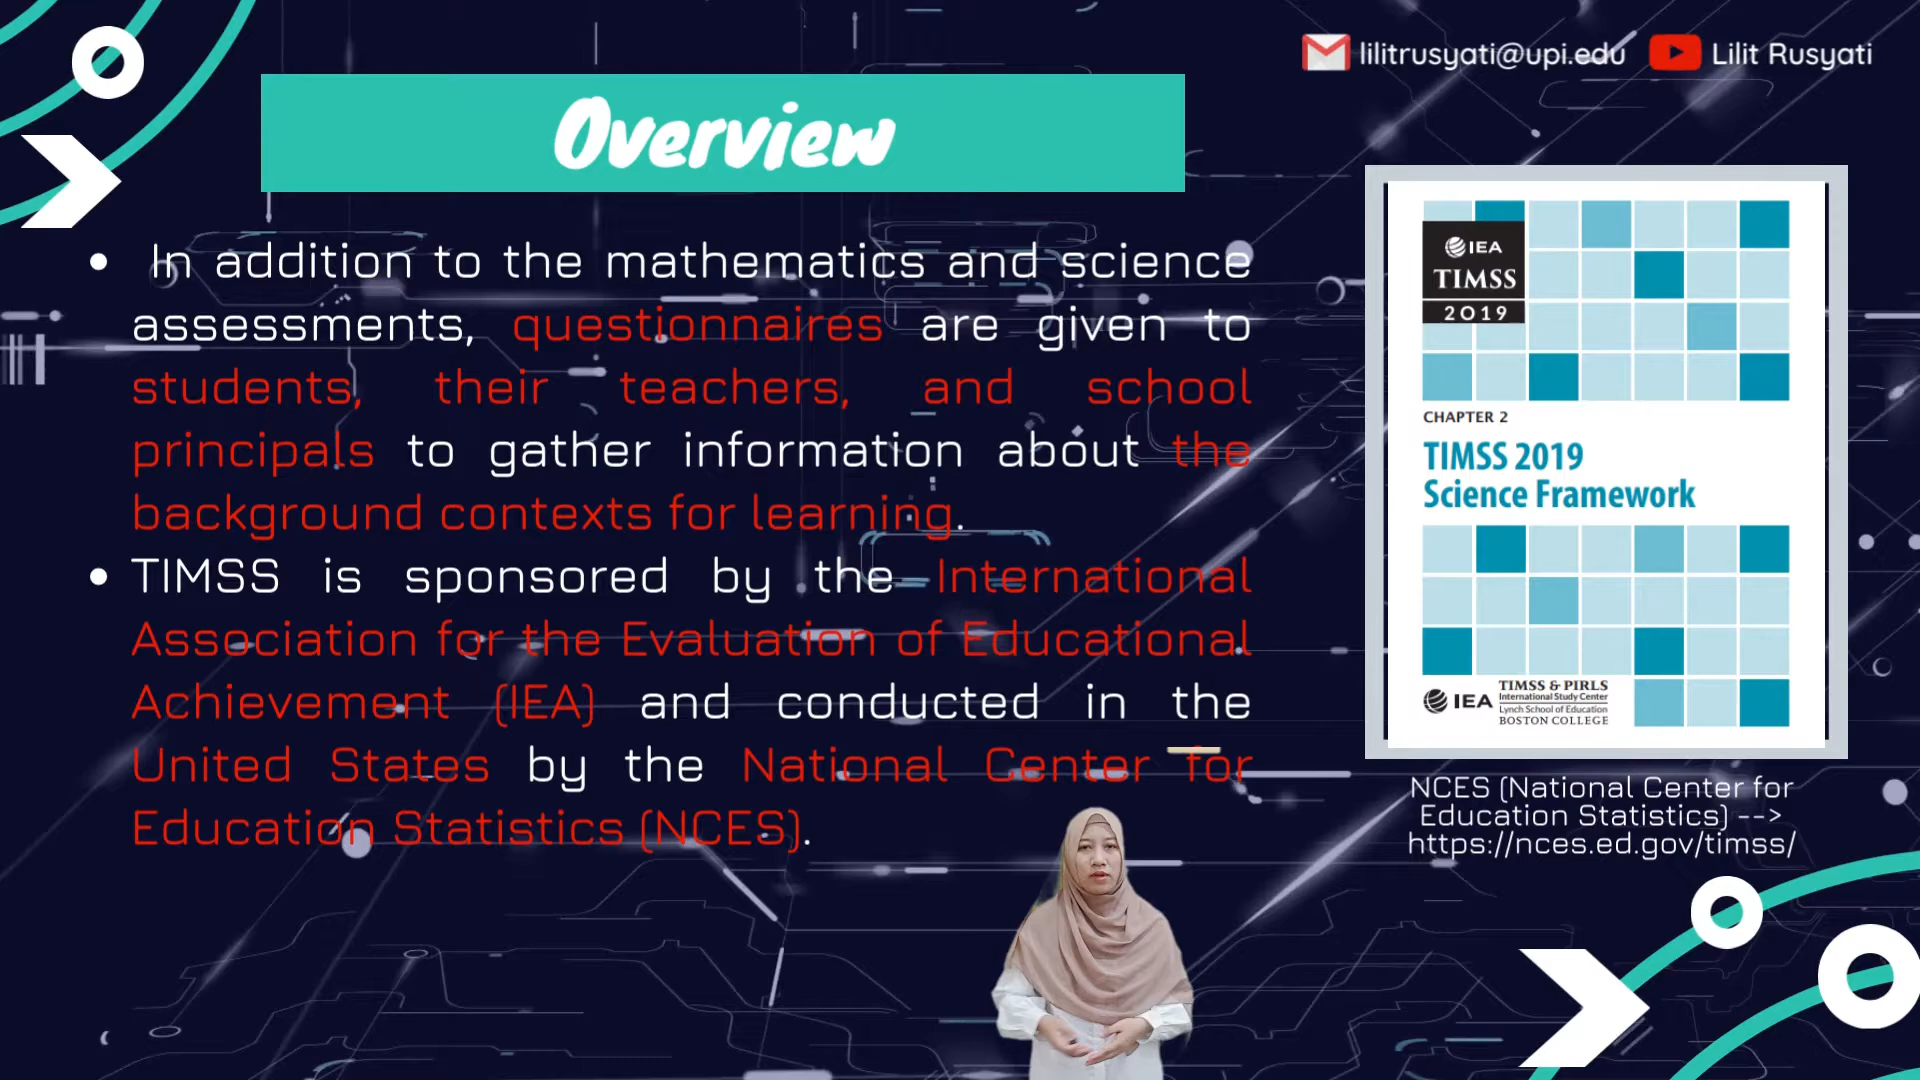 lilitrusyati@upi.edu Lilit Rusyati
Overview
• In addition to the mathematics and science
assessments, questionnaires are given to
students, their teachers, and school
principals to gather information about the
background contexts for learning.
• TIMSS is sponsored by the International
Association for the Evaluation of Educational
Achievement (IEA) and conducted in the
United States by the National Center for
Education Statistics (NCES).
IEA
TIMSS
2019
CHAPTER 2
TIMSS 2019
Science Framework
IEA
TIMSS & PIRLS
International Study Center
Lynch School of Education
BOSTON COLLEGE
NCES (National Center for
Education Statistics) -->
https://nces.ed.gov/timss/